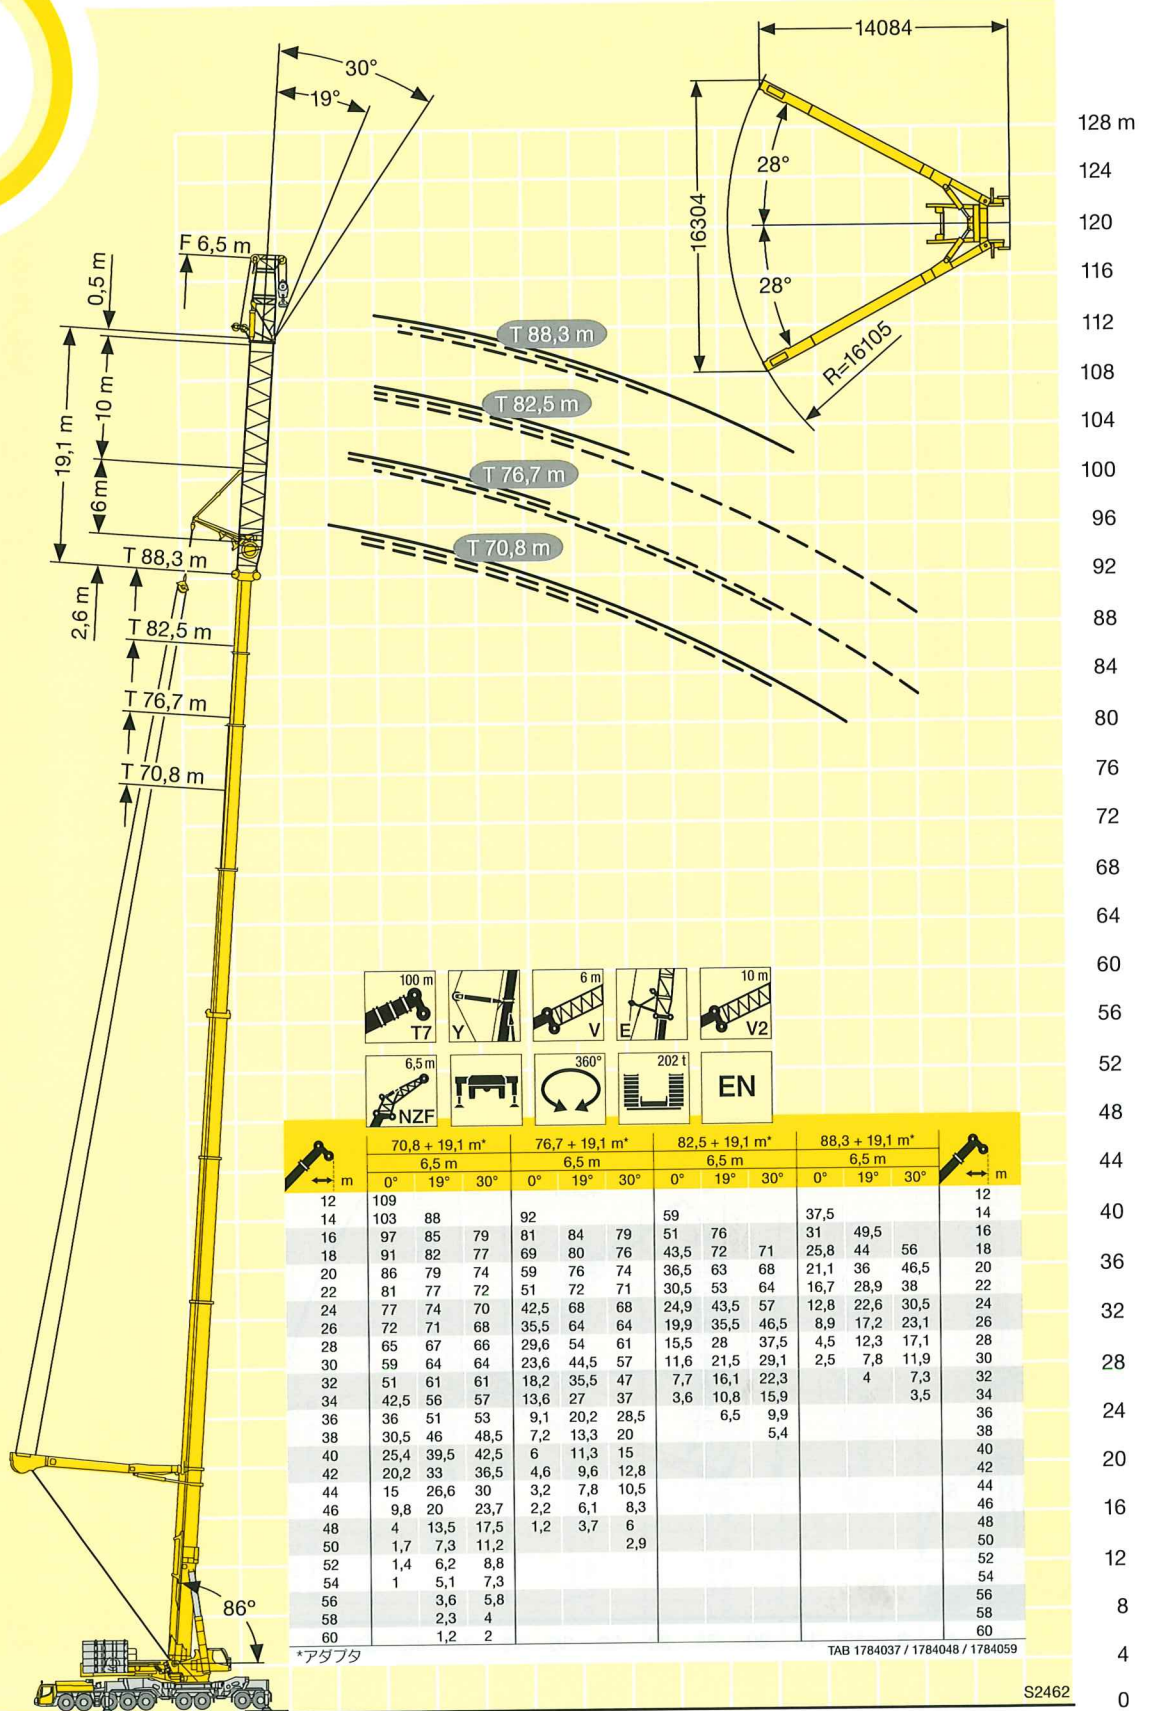 14084
30°
19°
28°
28°
16304
R=16105
128 m
124
120
116
112
108
104
100
96
92
88
84
80
76
72
68
64
60
56
52
48
44
40
36
32
28
24
20
16
12
8
4
0
F 6,5 m
0,5 m
10 m
19,1 m
6 m
2,6 m
T 88,3 m
T 82,5 m
T 76,7 m
T 70,8 m
T 88,3 m
T 82,5 m
T 76,7 m
T 70,8 m
86°
100 m T7
Y
6 m V
E
10 m V2
6,5 m NZF
360°
202 t
EN
70,8 + 19,1 m* 76,7 + 19,1 m* 82,5 + 19,1 m* 88,3 + 19,1 m*
6,5 m 6,5 m 6,5 m 6,5 m
m 0° 19° 30° 0° 19° 30° 0° 19° 30° 0° 19° 30° m
12 109 12
14 103 88 92 59 37,5 14
16 97 85 79 81 84 79 51 76 31 49,5 16
18 91 82 77 69 80 76 43,5 72 71 25,8 44 56 18
20 86 79 74 59 76 74 36,5 63 68 21,1 36 46,5 20
22 81 77 72 51 72 71 30,5 53 64 16,7 28,9 38 22
24 77 74 70 42,5 68 68 24,9 43,5 57 12,8 22,6 30,5 24
26 72 71 68 35,5 64 64 19,9 35,5 46,5 8,9 17,2 23,1 26
28 65 67 66 29,6 54 61 15,5 28 37,5 4,5 12,3 17,1 28
30 59 64 64 23,6 44,5 57 11,6 21,5 29,1 2,5 7,8 11,9 30
32 51 61 61 18,2 35,5 47 7,7 16,1 22,3 4 7,3 32
34 42,5 56 57 13,6 27 37 3,6 10,8 15,9 3,5 34
36 36 51 53 9,1 20,2 28,5 6,5 9,9 36
38 30,5 46 48,5 7,2 13,3 20 5,4 38
40 25,4 39,5 42,5 6 11,3 15 40
42 20,2 33 36,5 4,6 9,6 12,8 42
44 15 26,6 30 3,2 7,8 10,5 44
46 9,8 20 23,7 2,2 6,1 8,3 46
48 4 13,5 17,5 1,2 3,7 6 48
50 1,7 7,3 11,2 2,9 50
52 1,4 6,2 8,8 52
54 1 5,1 7,3 54
56 3,6 5,8 56
58 2,3 4 58
60 1,2 2 60
*アダプタ
TAB 1784037 / 1784048 / 1784059
S2462